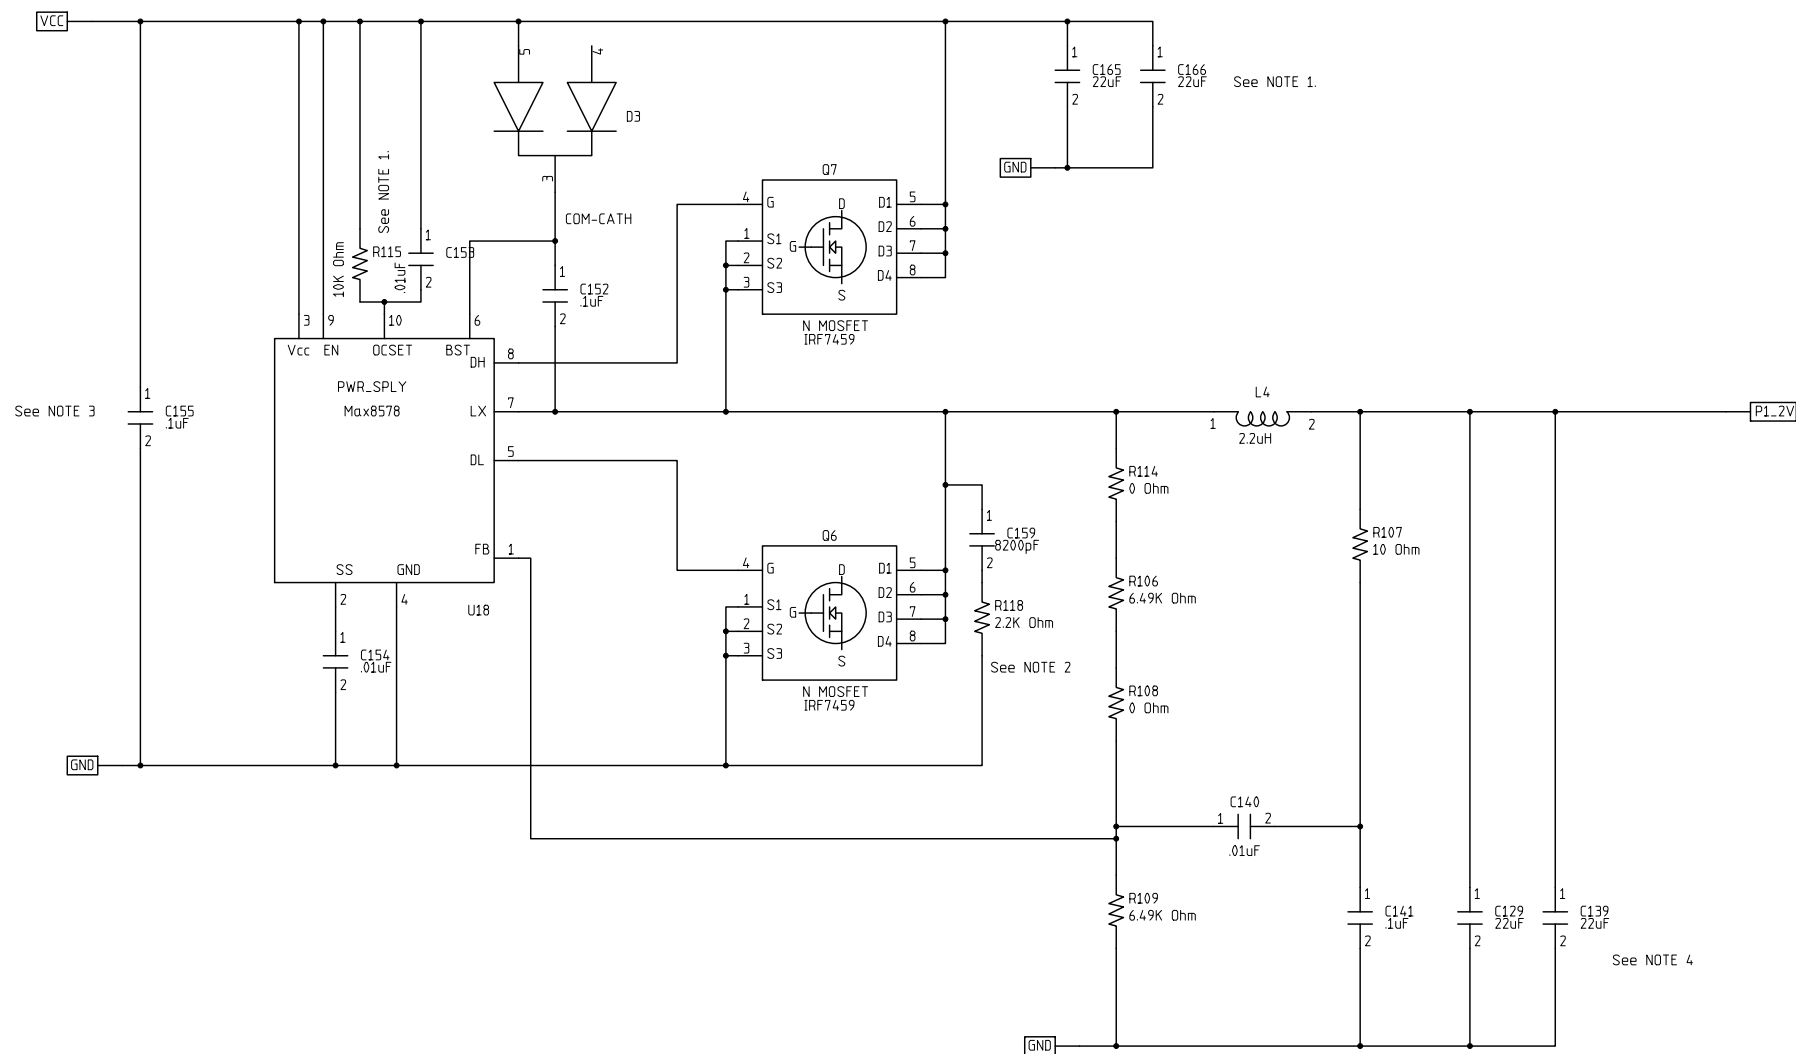 VCC
5
4
D3
3
COM-CATH
See NOTE 1.
10K Ohm
R115
.01uF
1
C153
2
1
C152
.1uF
2
1
C165
22uF
2
1
C166
22uF
2
See NOTE 1.
GND
Q7
4 G
1 S1
2 S2
3 S3
G
D
S
D1 5
D2 6
D3 7
D4 8
N MOSFET
IRF7459
3
9
10
6
Vcc
EN
OCSET
BST
DH 8
PWR_SPLY
Max8578
LX 7
DL 5
FB 1
SS
GND
2
4
U18
See NOTE 3
1
C155
.1uF
2
1
C154
.01uF
2
GND
Q6
4 G
1 S1
2 S2
3 S3
G
D
S
D1 5
D2 6
D3 7
D4 8
N MOSFET
IRF7459
1
C159
8200pF
2
R118
2.2K Ohm
See NOTE 2
L4
1
2
2.2uH
P1_2V
R114
0 Ohm
R106
6.49K Ohm
R108
0 Ohm
R107
10 Ohm
C140
1
2
.01uF
R109
6.49K Ohm
1
C141
.1uF
2
1
C129
22uF
2
1
C139
22uF
2
See NOTE 4
GND